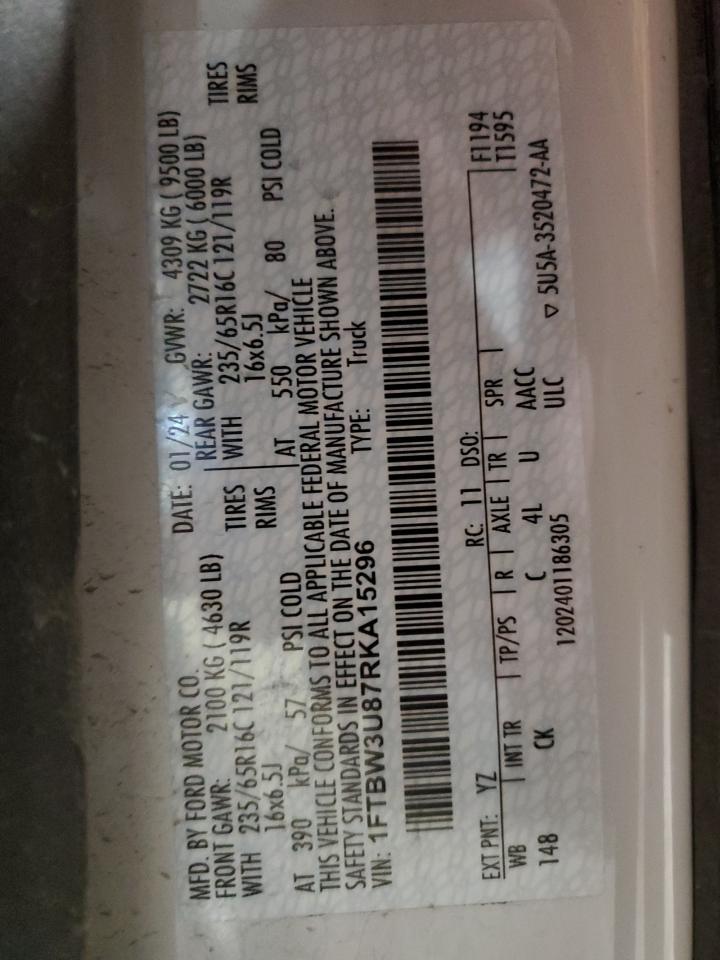 MFD. BY FORD MOTOR CO. DATE: 01/24 GVWR: 4309 KG ( 9500 LB)
FRONT GAWR: 2100 KG ( 4630 LB) REAR GAWR: 2722 KG ( 6000 LB)
WITH 235/65R16C 121/119R TIRES WITH 235/65R16C 121/119R TIRES
16x6.5J RIMS 16x6.5J RIMS
AT 390 kPa/ 57 PSI COLD AT 550 kPa/ 80 PSI COLD
THIS VEHICLE CONFORMS TO ALL APPLICABLE FEDERAL MOTOR VEHICLE
SAFETY STANDARDS IN EFFECT ON THE DATE OF MANUFACTURE SHOWN ABOVE.
VIN: 1FTBW3U87RKA15296 TYPE: Truck
EXT PNT: YZ RC: 11 DSO: F1194
WB INT TR TP/PS R AXLE TR SPR T1595
148 CK C 4L U AACC
ULC
1202401186305 ▽ 5U5A-3520472-AA